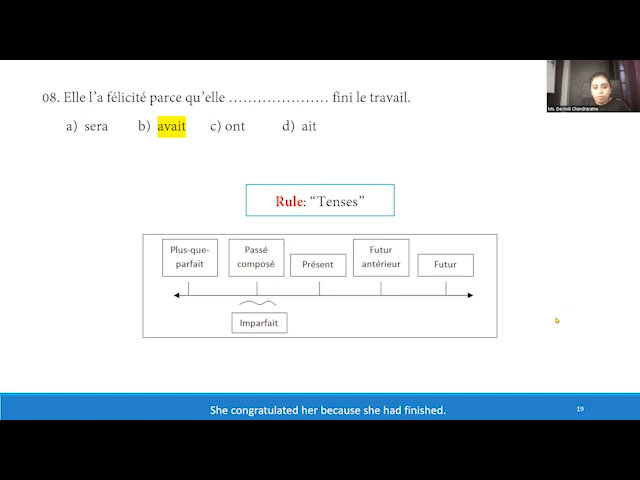 08. Elle l’a félicité parce qu’elle ………………… fini le travail.
a) sera b) avait c) ont d) ait
Rule: “Tenses”
Plus-que-
parfait
Passé
composé
Présent
Futur
antérieur
Futur
Imparfait
She congratulated her because she had finished.
19
Ms. Devindi Chandraratne